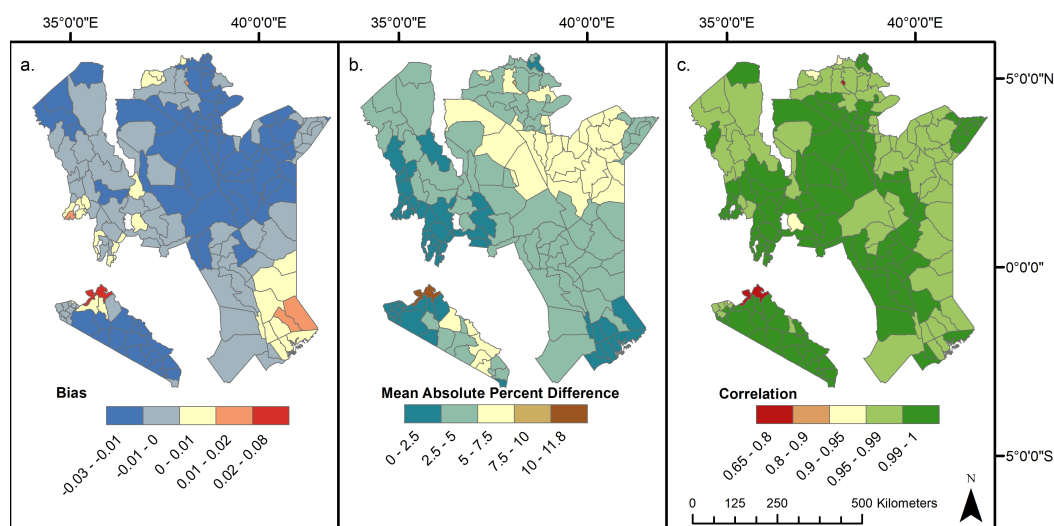 35°0'0"E 40°0'0"E 35°0'0"E 40°0'0"E 35°0'0"E 40°0'0"E
a. b. c.
5°0'0"N
0°0'0"
Bias Mean Absolute Percent Difference Correlation
-0.03 - -0.01 -0.01 - 0 0 - 0.01 0.01 - 0.02 0.02 - 0.08
0 - 2.5 2.5 - 5 5 - 7.5 7.5 - 10 10 - 11.8
0.65 - 0.8 0.8 - 0.9 0.9 - 0.95 0.95 - 0.99 0.99 - 1
5°0'0"S
N
0 125 250 500 Kilometers